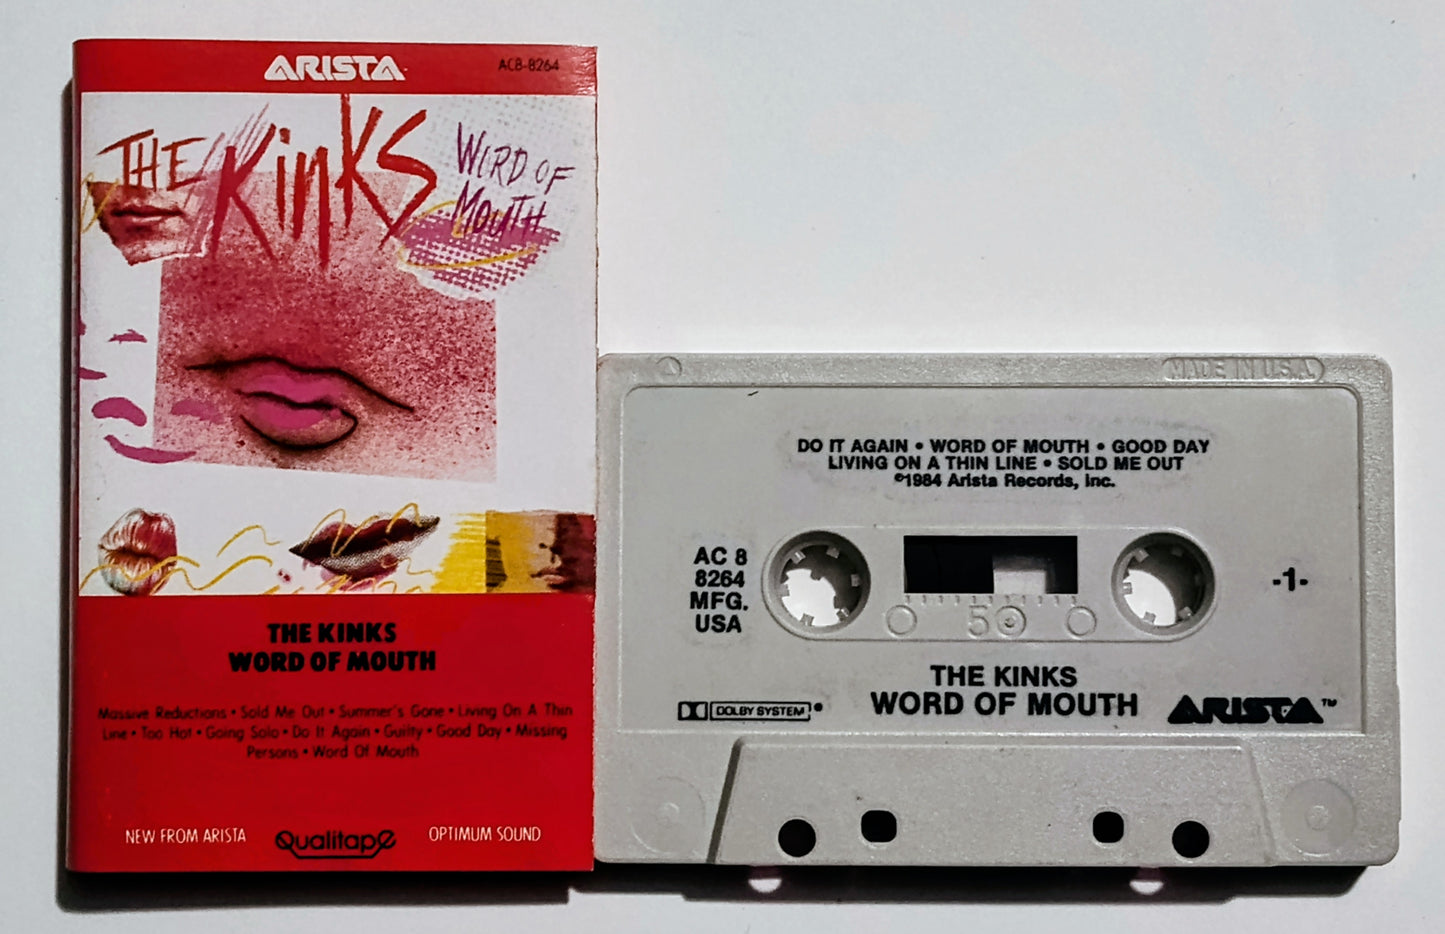 ARISTA
AC8-8264
THE KinKS
WORD OF
MOUTH
THE KINKS
WORD OF MOUTH
Massive Reductions • Sold Me Out • Summer's Gone • Living On A Thin
Line • Too Hot • Going Solo • Do It Again • Guilty • Good Day • Missing
Persons • Word Of Mouth
NEW FROM ARISTA
Qualitape
OPTIMUM SOUND
MADE IN U.S.A.
DO IT AGAIN • WORD OF MOUTH • GOOD DAY
LIVING ON A THIN LINE • SOLD ME OUT
℗1984 Arista Records, Inc.
AC 8
8264
MFG.
USA
-1-
50
THE KINKS
WORD OF MOUTH
DOLBY SYSTEM
ARISTA™